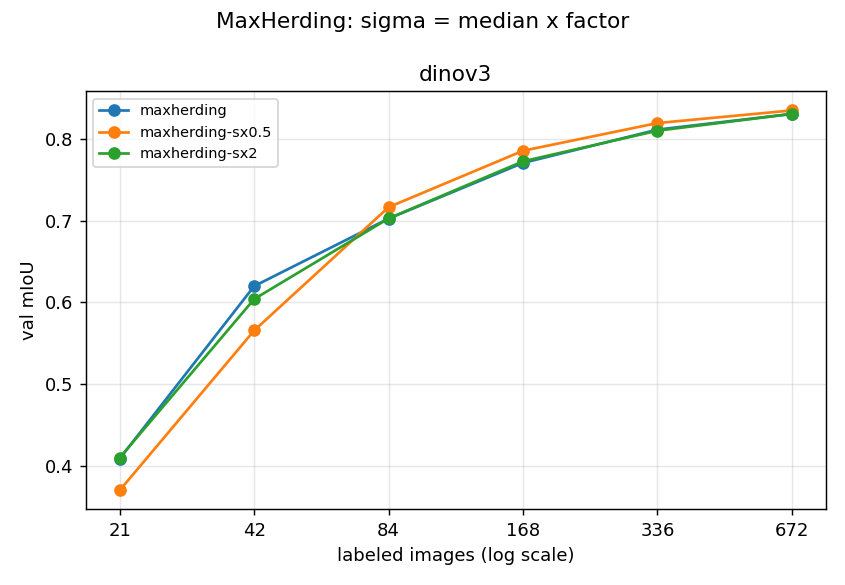 MaxHerding: sigma = median x factor
dinov3
maxherding
maxherding-sx0.5
maxherding-sx2
val mIoU
0.8
0.7
0.6
0.5
0.4
21 42 84 168 336 672
labeled images (log scale)